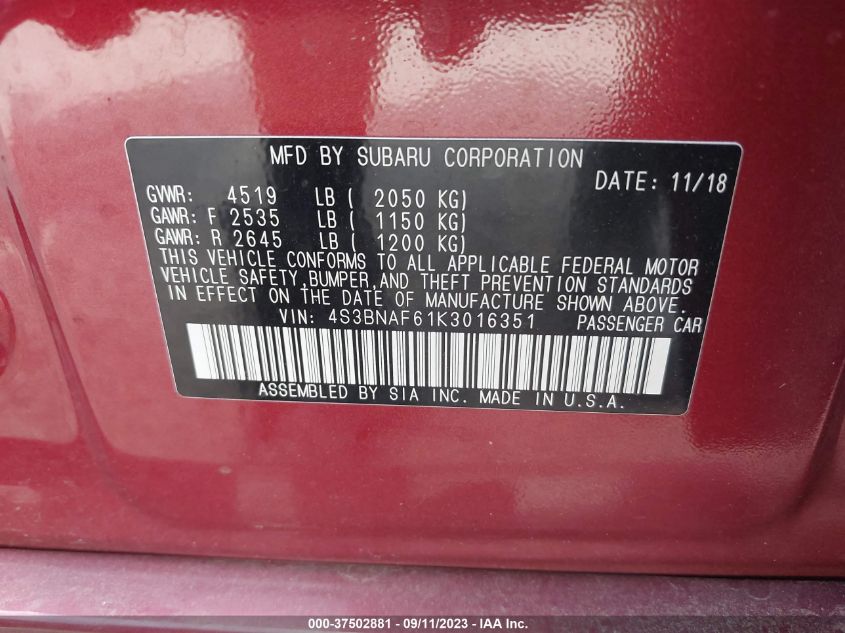 MFD BY SUBARU CORPORATION
DATE: 11/18
GVWR: 4519 LB ( 2050 KG)
GAWR: F 2535 LB ( 1150 KG)
GAWR: R 2645 LB ( 1200 KG)
THIS VEHICLE CONFORMS TO ALL APPLICABLE FEDERAL MOTOR
VEHICLE SAFETY,BUMPER,AND THEFT PREVENTION STANDARDS
IN EFFECT ON THE DATE OF MANUFACTURE SHOWN ABOVE.
VIN: 4S3BNAF61K3016351 PASSENGER CAR
ASSEMBLED BY SIA INC. MADE IN U.S.A.
000-37502881 - 09/11/2023 - © IAA, Inc.